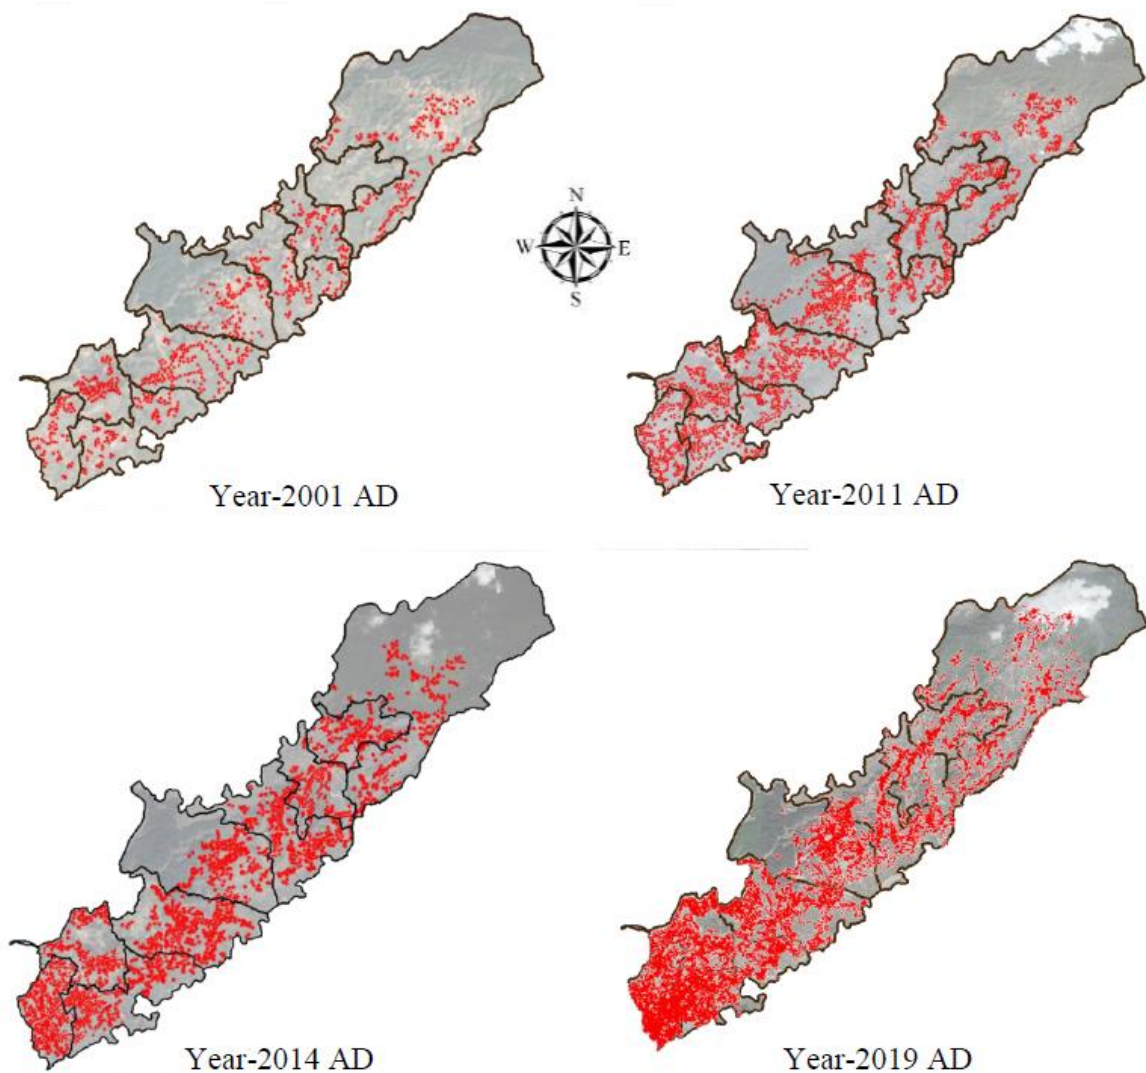 N
W E
S
Year-2001 AD
Year-2011 AD
Year-2014 AD
Year-2019 AD